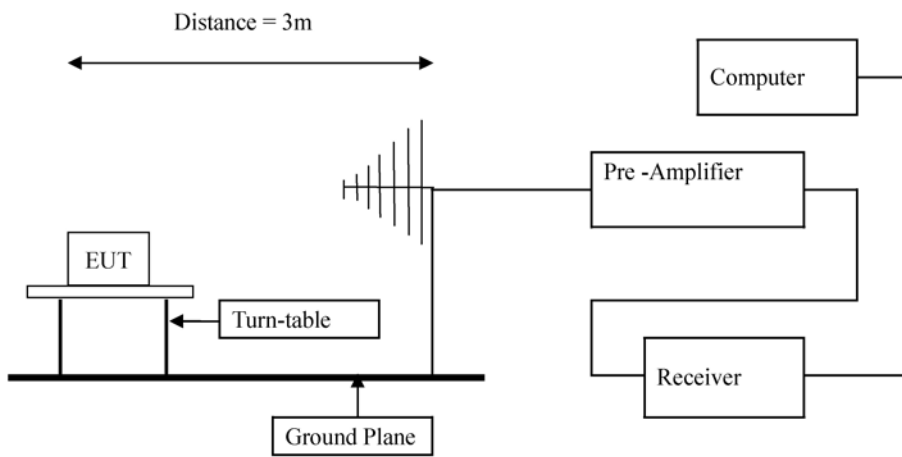 Distance = 3m
Computer
Pre -Amplifier
EUT
Turn-table
Receiver
Ground Plane